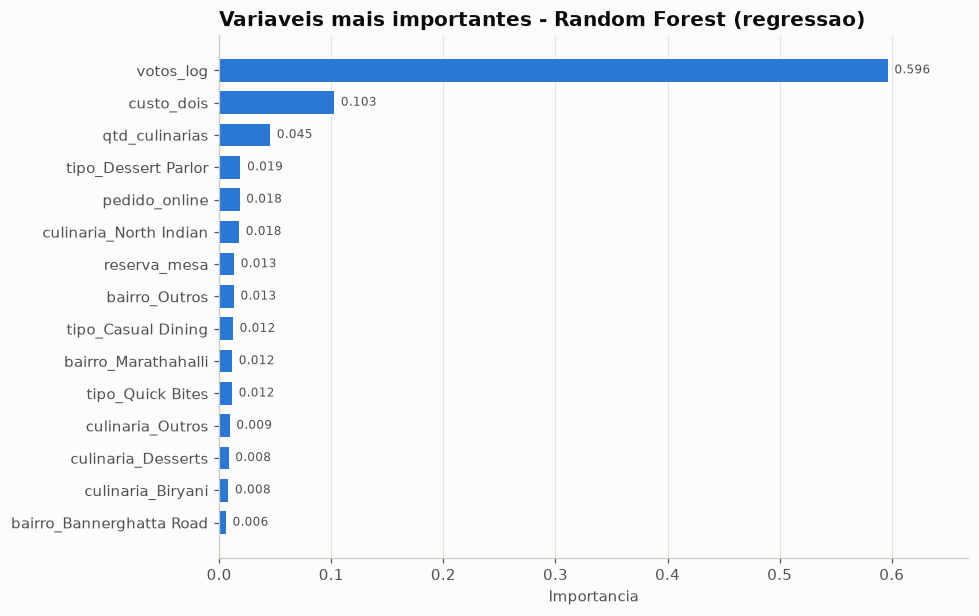 Variaveis mais importantes - Random Forest (regressao)
votos_log 0.596
custo_dois 0.103
qtd_culinarias 0.045
tipo_Dessert Parlor 0.019
pedido_online 0.018
culinaria_North Indian 0.018
reserva_mesa 0.013
bairro_Outros 0.013
tipo_Casual Dining 0.012
bairro_Marathahalli 0.012
tipo_Quick Bites 0.012
culinaria_Outros 0.009
culinaria_Desserts 0.008
culinaria_Biryani 0.008
bairro_Bannerghatta Road 0.006
0.0 0.1 0.2 0.3 0.4 0.5 0.6
Importancia